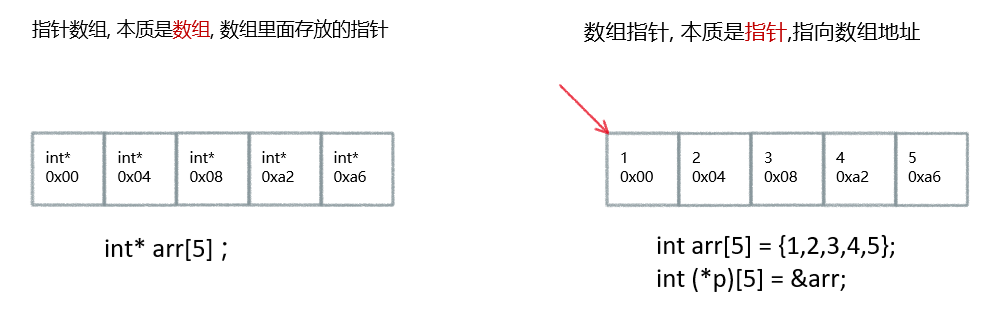 指针数组, 本质是数组, 数组里面存放的指针
int* int* int* int* int*
0x00 0x04 0x08 0xa2 0xa6
int* arr[5] ;
数组指针, 本质是指针,指向数组地址
1 2 3 4 5
0x00 0x04 0x08 0xa2 0xa6
int arr[5] = {1,2,3,4,5};
int (*p)[5] = &arr;